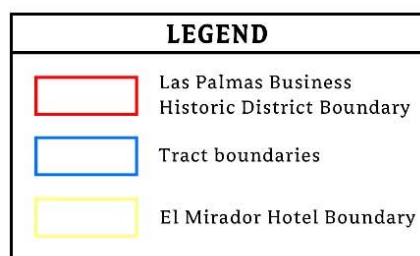 LEGEND
Las Palmas Business
Historic District Boundary
Tract boundaries
El Mirador Hotel Boundary